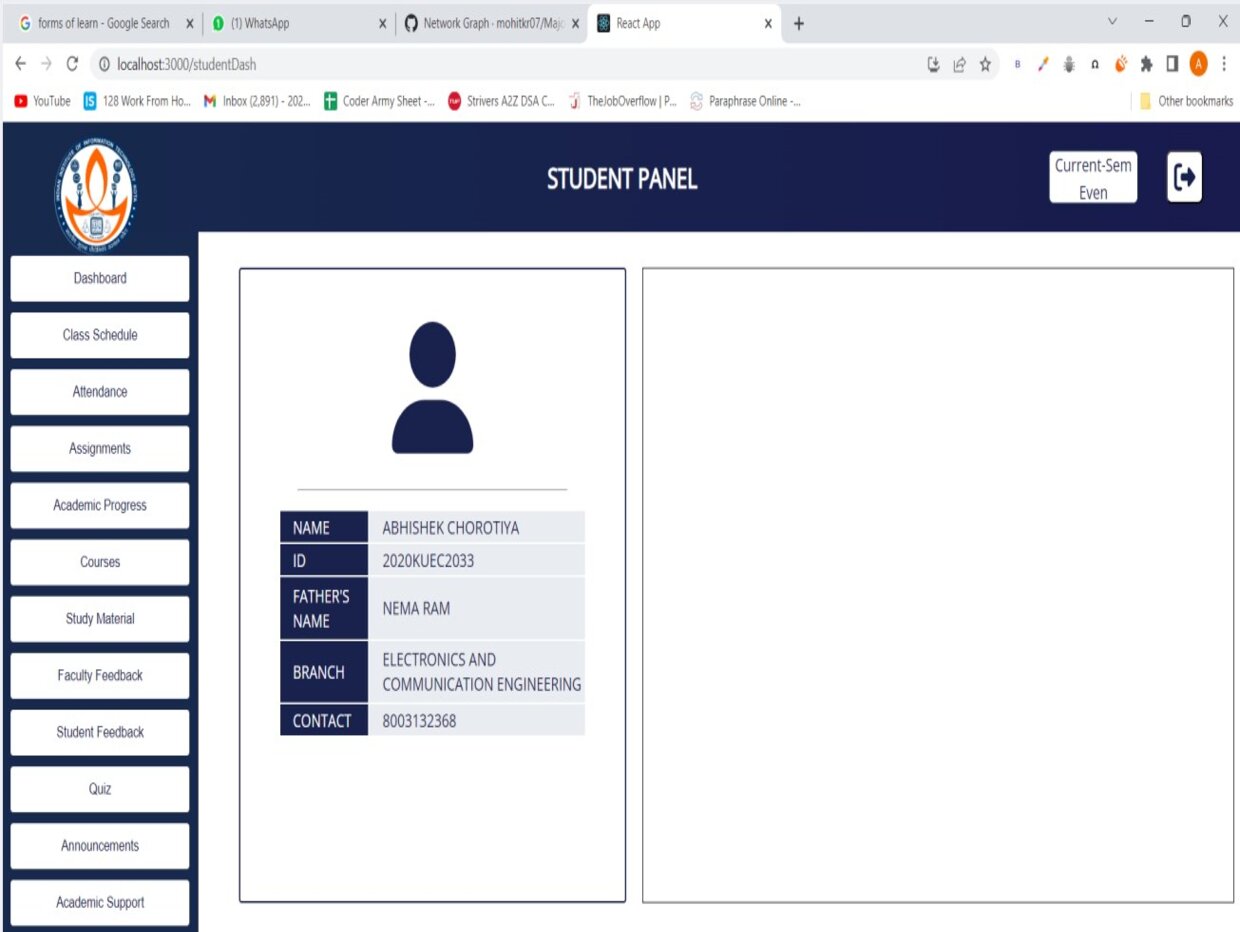 forms of learn - Google Search
(1) WhatsApp
Network Graph · mohitkr07/Majo
React App
localhost:3000/studentDash
YouTube
128 Work From Ho...
Inbox (2,891) - 202...
Coder Army Sheet -...
Strivers A2Z DSA C...
TheJobOverflow | P...
Paraphrase Online -...
Other bookmarks
STUDENT PANEL
Current-Sem
Even
Dashboard
Class Schedule
Attendance
Assignments
Academic Progress
Courses
Study Material
Faculty Feedback
Student Feedback
Quiz
Announcements
Academic Support
NAME ABHISHEK CHOROTIYA
ID 2020KUEC2033
FATHER'S
NAME
NEMA RAM
BRANCH
ELECTRONICS AND
COMMUNICATION ENGINEERING
CONTACT 8003132368